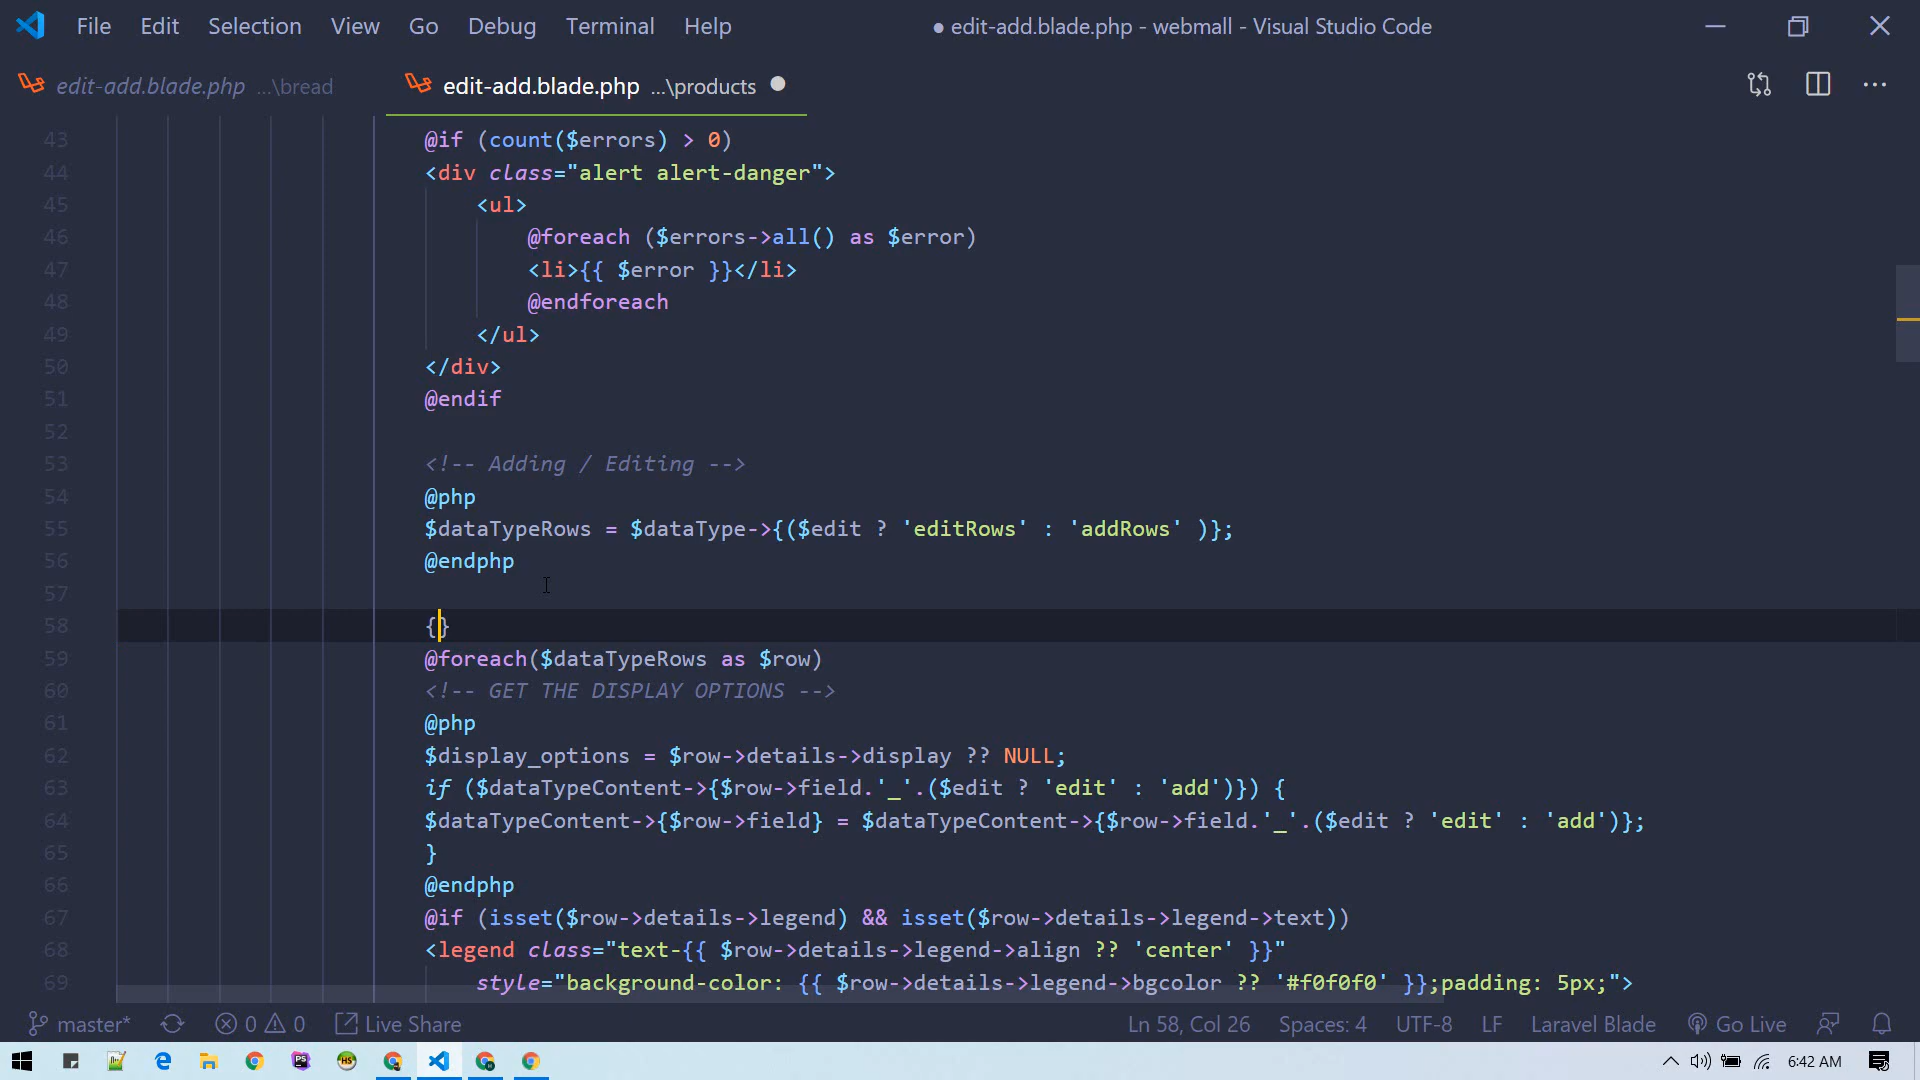 File Edit Selection View Go Debug Terminal Help ● edit-add.blade.php - webmall - Visual Studio Code
edit-add.blade.php ...\bread edit-add.blade.php ...\products
43 @if (count($errors) > 0)
44 <div class="alert alert-danger">
45 <ul>
46 @foreach ($errors->all() as $error)
47 <li>{{ $error }}</li>
48 @endforeach
49 </ul>
50 </div>
51 @endif
52
53 <!-- Adding / Editing -->
54 @php
55 $dataTypeRows = $dataType->{($edit ? 'editRows' : 'addRows' )};
56 @endphp
57
58 {}
59 @foreach($dataTypeRows as $row)
60 <!-- GET THE DISPLAY OPTIONS -->
61 @php
62 $display_options = $row->details->display ?? NULL;
63 if ($dataTypeContent->{$row->field.'_'.($edit ? 'edit' : 'add')}) {
64 $dataTypeContent->{$row->field} = $dataTypeContent->{$row->field.'_'.($edit ? 'edit' : 'add')};
65 }
66 @endphp
67 @if (isset($row->details->legend) && isset($row->details->legend->text))
68 <legend class="text-{{ $row->details->legend->align ?? 'center' }}"
69 style="background-color: {{ $row->details->legend->bgcolor ?? '#f0f0f0' }};padding: 5px;">
master* 0 0 Live Share Ln 58, Col 26 Spaces: 4 UTF-8 LF Laravel Blade Go Live
6:42 AM